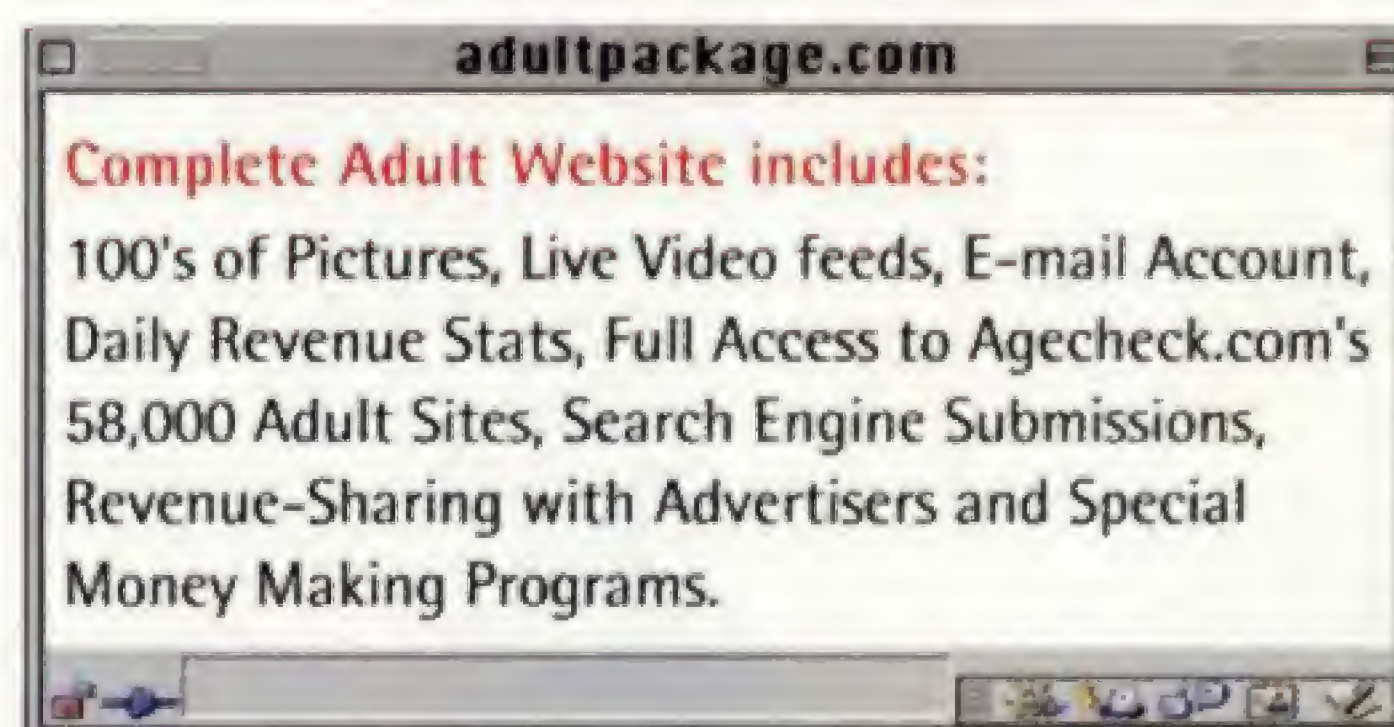 adultpackage.com
Complete Adult Website includes:
100's of Pictures, Live Video feeds, E-mail Account,
Daily Revenue Stats, Full Access to Agecheck.com's
58,000 Adult Sites, Search Engine Submissions,
Revenue-Sharing with Advertisers and Special
Money Making Programs.